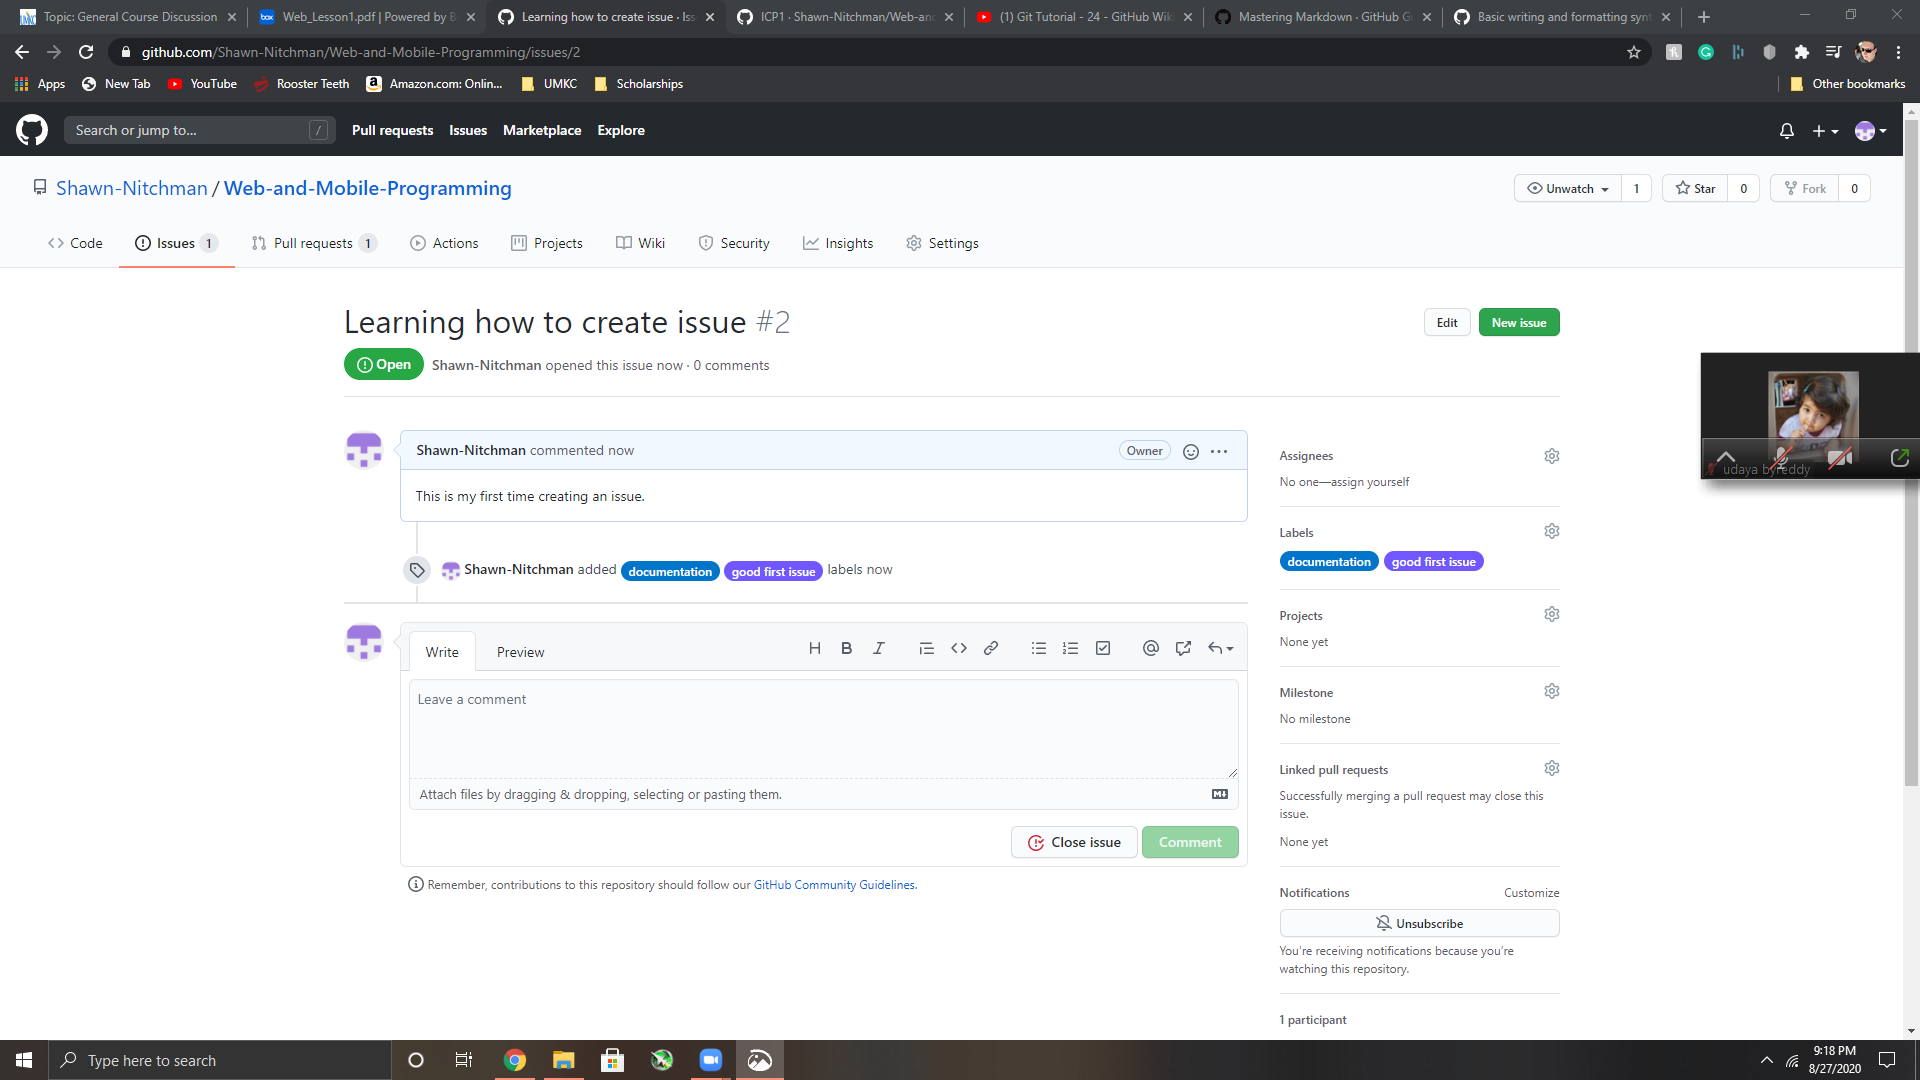 Topic: General Course Discussion
Web_Lesson1.pdf | Powered by B
Learning how to create issue · Iss
ICP1 · Shawn-Nitchman/Web-and
(1) Git Tutorial - 24 - GitHub Wiki
Mastering Markdown · GitHub Gu
Basic writing and formatting synt
github.com/Shawn-Nitchman/Web-and-Mobile-Programming/issues/2
Apps
New Tab
YouTube
Rooster Teeth
Amazon.com: Onlin...
UMKC
Scholarships
Other bookmarks
Search or jump to... /
Pull requests
Issues
Marketplace
Explore
Shawn-Nitchman / Web-and-Mobile-Programming
Unwatch 1
Star 0
Fork 0
Code
Issues 1
Pull requests 1
Actions
Projects
Wiki
Security
Insights
Settings
Learning how to create issue #2
Edit
New issue
Open
Shawn-Nitchman opened this issue now · 0 comments
Shawn-Nitchman commented now
Owner
This is my first time creating an issue.
Shawn-Nitchman added documentation good first issue labels now
Write
Preview
H B I
Leave a comment
Attach files by dragging & dropping, selecting or pasting them.
Close issue
Comment
Remember, contributions to this repository should follow our GitHub Community Guidelines.
Assignees
No one—assign yourself
Labels
documentation
good first issue
Projects
None yet
Milestone
No milestone
Linked pull requests
Successfully merging a pull request may close this
issue.
None yet
Notifications
Customize
Unsubscribe
You're receiving notifications because you're
watching this repository.
1 participant
udaya byreddy
Type here to search
9:18 PM
8/27/2020